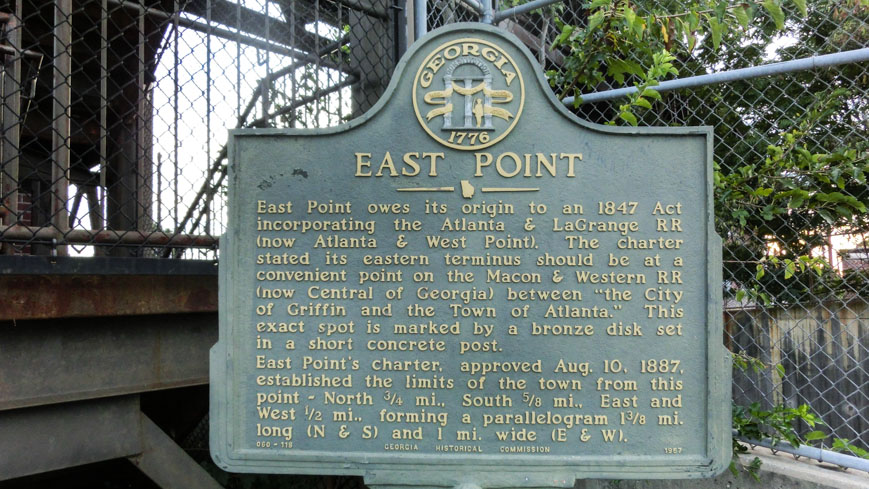 GEORGIA
1776
EAST POINT
East Point owes its origin to an 1847 Act
incorporating the Atlanta & LaGrange RR
(now Atlanta & West Point). The charter
stated its eastern terminus should be at a
convenient point on the Macon & Western RR
(now Central of Georgia) between "the City
of Griffin and the Town of Atlanta." This
exact spot is marked by a bronze disk set
in a short concrete post.
East Point's charter, approved Aug. 10, 1887,
established the limits of the town from this
point - North 3/4 mi., South 5/8 mi., East and
West 1/2 mi., forming a parallelogram 1 3/8 mi.
long (N & S) and 1 mi. wide (E & W).
060-118 GEORGIA HISTORICAL COMMISSION 1957